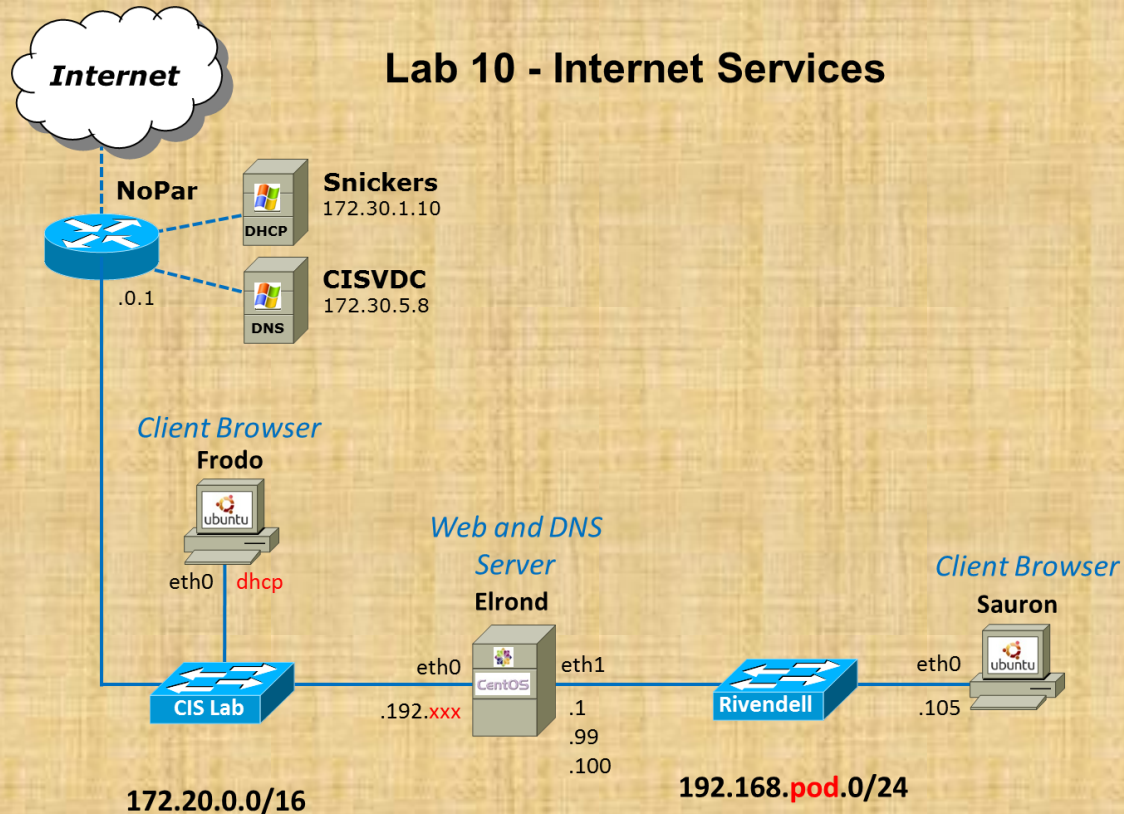 Internet
Lab 10 - Internet Services
NoPar
.0.1
DHCP
Snickers
172.30.1.10
DNS
CISVDC
172.30.5.8
Client Browser
Frodo
ubuntu
eth0 dhcp
CIS Lab
172.20.0.0/16
Web and DNS
Server
Elrond
CentOS
eth0
.192.xxx
eth1
.1
.99
.100
Rivendell
192.168.pod.0/24
Client Browser
Sauron
ubuntu
eth0
.105